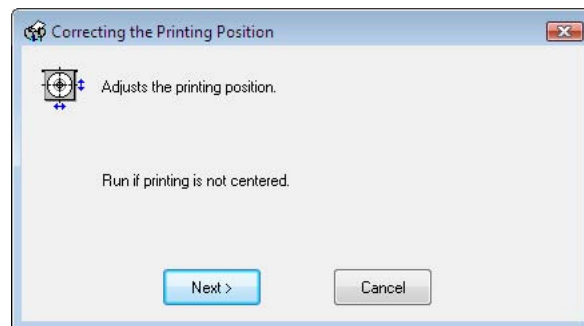 Correcting the Printing Position
Adjusts the printing position.
Run if printing is not centered.
Next >
Cancel